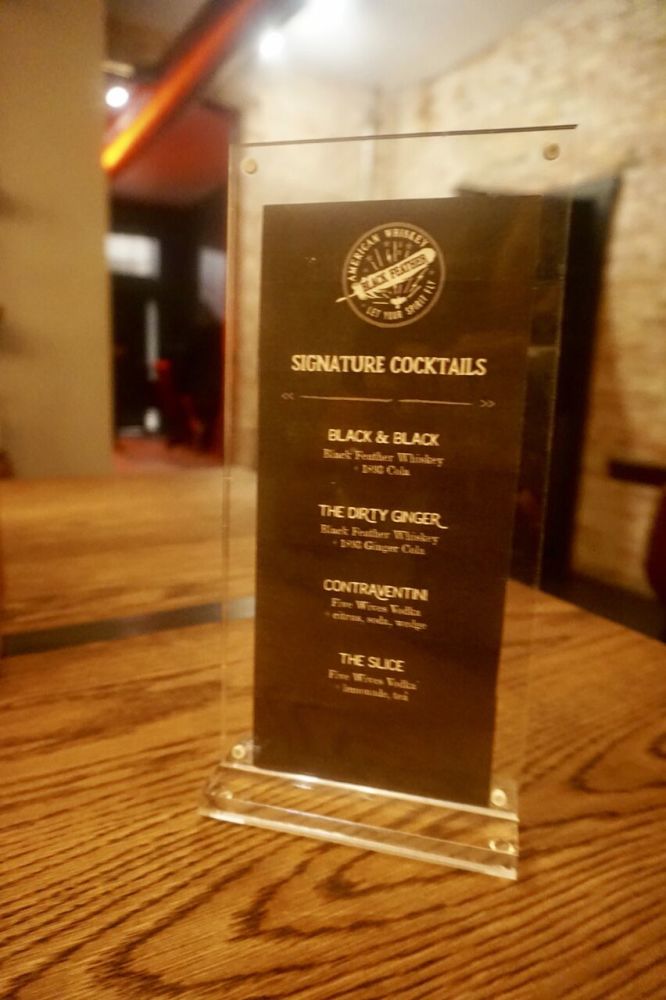 AMERICAN WHISKEY
BLACK FEATHER
LET YOUR SPIRIT FLY
SIGNATURE COCKTAILS
BLACK & BLACK
Black Feather Whiskey
+ 1893 Cola
THE DIRTY GINGER
Black Feather Whiskey
+ 1893 Ginger Cola
CONTRAVENTINI
Five Wives Vodka
+ citrus, soda, wedge
THE SLICE
Five Wives Vodka
+ lemonade, tea